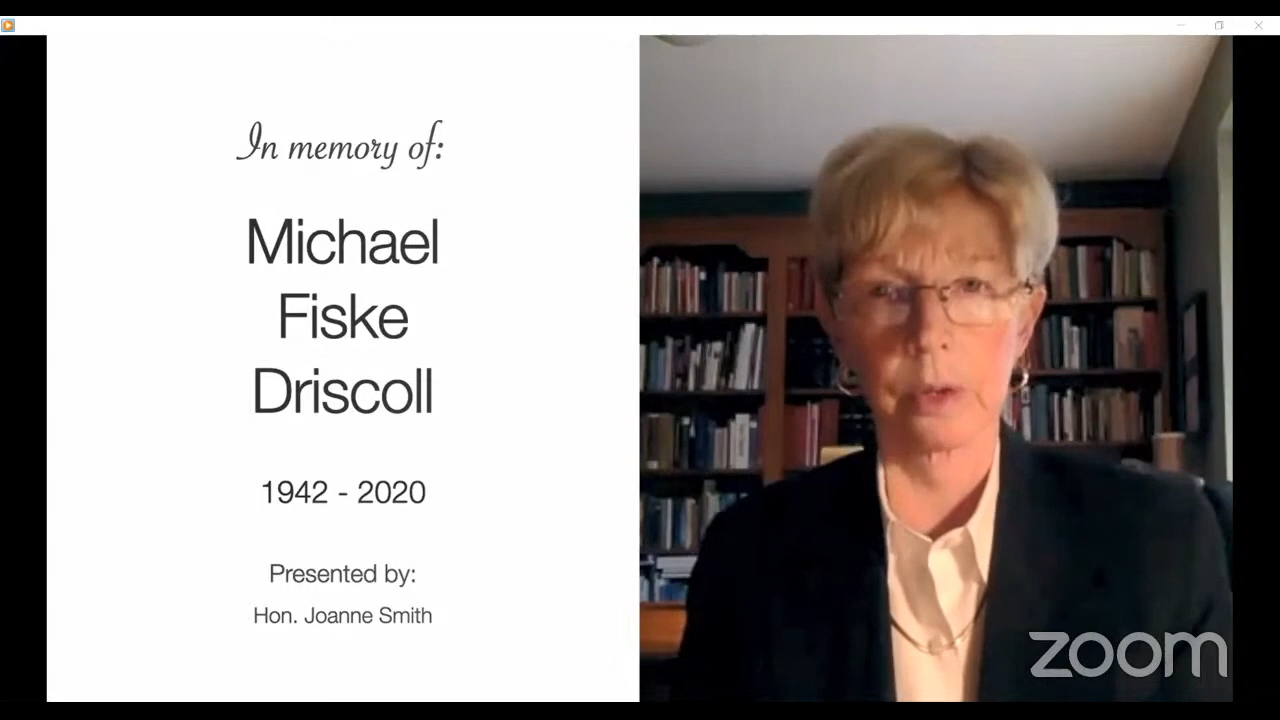 In memory of:
Michael
Fiske
Driscoll
1942 - 2020
Presented by:
Hon. Joanne Smith
zoom